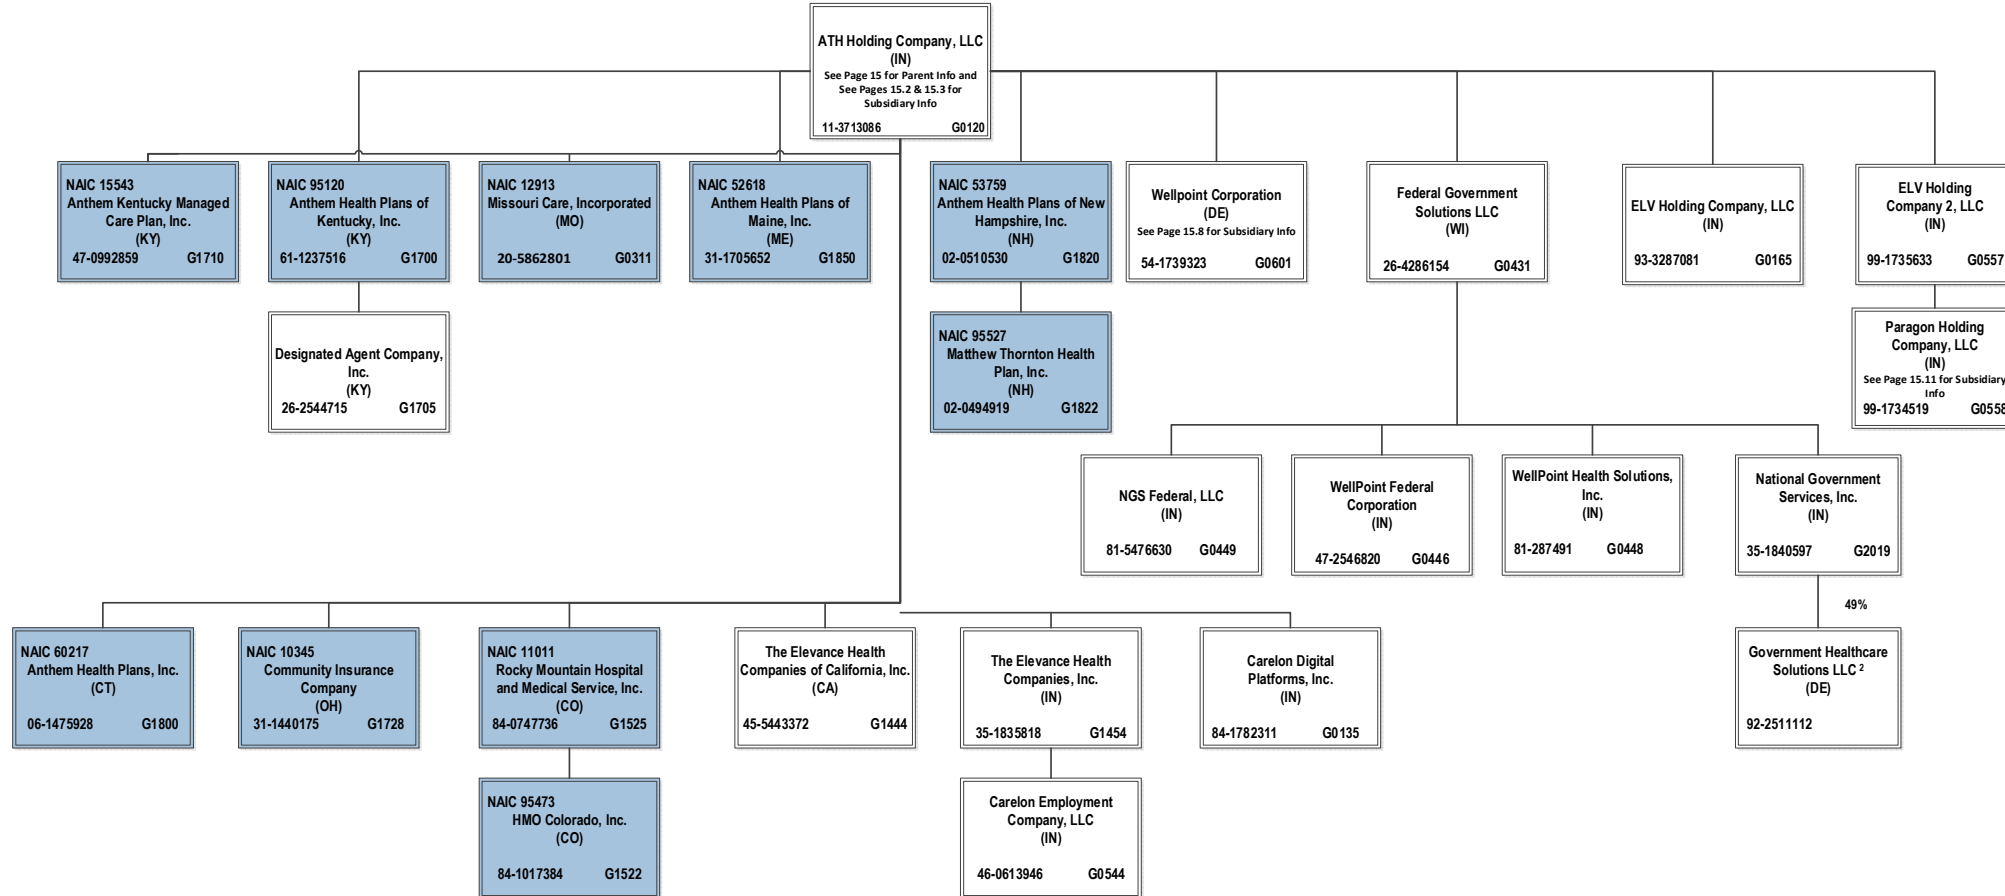 ATH Holding Company, LLC
(IN)
See Page 15 for Parent Info and
See Pages 15.2 & 15.3 for
Subsidiary Info
11-3713086 G0120
NAIC 15543
Anthem Kentucky Managed
Care Plan, Inc.
(KY)
47-0992859 G1710
NAIC 95120
Anthem Health Plans of
Kentucky, Inc.
(KY)
61-1237516 G1700
NAIC 12913
Missouri Care, Incorporated
(MO)
20-5862801 G0311
NAIC 52618
Anthem Health Plans of
Maine, Inc.
(ME)
31-1705652 G1850
NAIC 53759
Anthem Health Plans of New
Hampshire, Inc.
(NH)
02-0510530 G1820
Wellpoint Corporation
(DE)
See Page 15.8 for Subsidiary Info
54-1739323 G0601
Federal Government
Solutions LLC
(WI)
26-4286154 G0431
ELV Holding Company, LLC
(IN)
93-3287081 G0165
ELV Holding
Company 2, LLC
(IN)
99-1735633 G0557
Designated Agent Company,
Inc.
(KY)
26-2544715 G1705
NAIC 95527
Matthew Thornton Health
Plan, Inc.
(NH)
02-0494919 G1822
Paragon Holding
Company, LLC
(IN)
See Page 15.11 for Subsidiary
Info
99-1734519 G0558
NGS Federal, LLC
(IN)
81-5476630 G0449
WellPoint Federal
Corporation
(IN)
47-2546820 G0446
WellPoint Health Solutions,
Inc.
(IN)
81-287491 G0448
National Government
Services, Inc.
(IN)
35-1840597 G2019
49%
NAIC 60217
Anthem Health Plans, Inc.
(CT)
06-1475928 G1800
NAIC 10345
Community Insurance
Company
(OH)
31-1440175 G1728
NAIC 11011
Rocky Mountain Hospital
and Medical Service, Inc.
(CO)
84-0747736 G1525
The Elevance Health
Companies of California, Inc.
(CA)
45-5443372 G1444
The Elevance Health
Companies, Inc.
(IN)
35-1835818 G1454
Carelon Digital
Platforms, Inc.
(IN)
84-1782311 G0135
Government Healthcare
Solutions LLC ²
(DE)
92-2511112
NAIC 95473
HMO Colorado, Inc.
(CO)
84-1017384 G1522
Carelon Employment
Company, LLC
(IN)
46-0613946 G0544